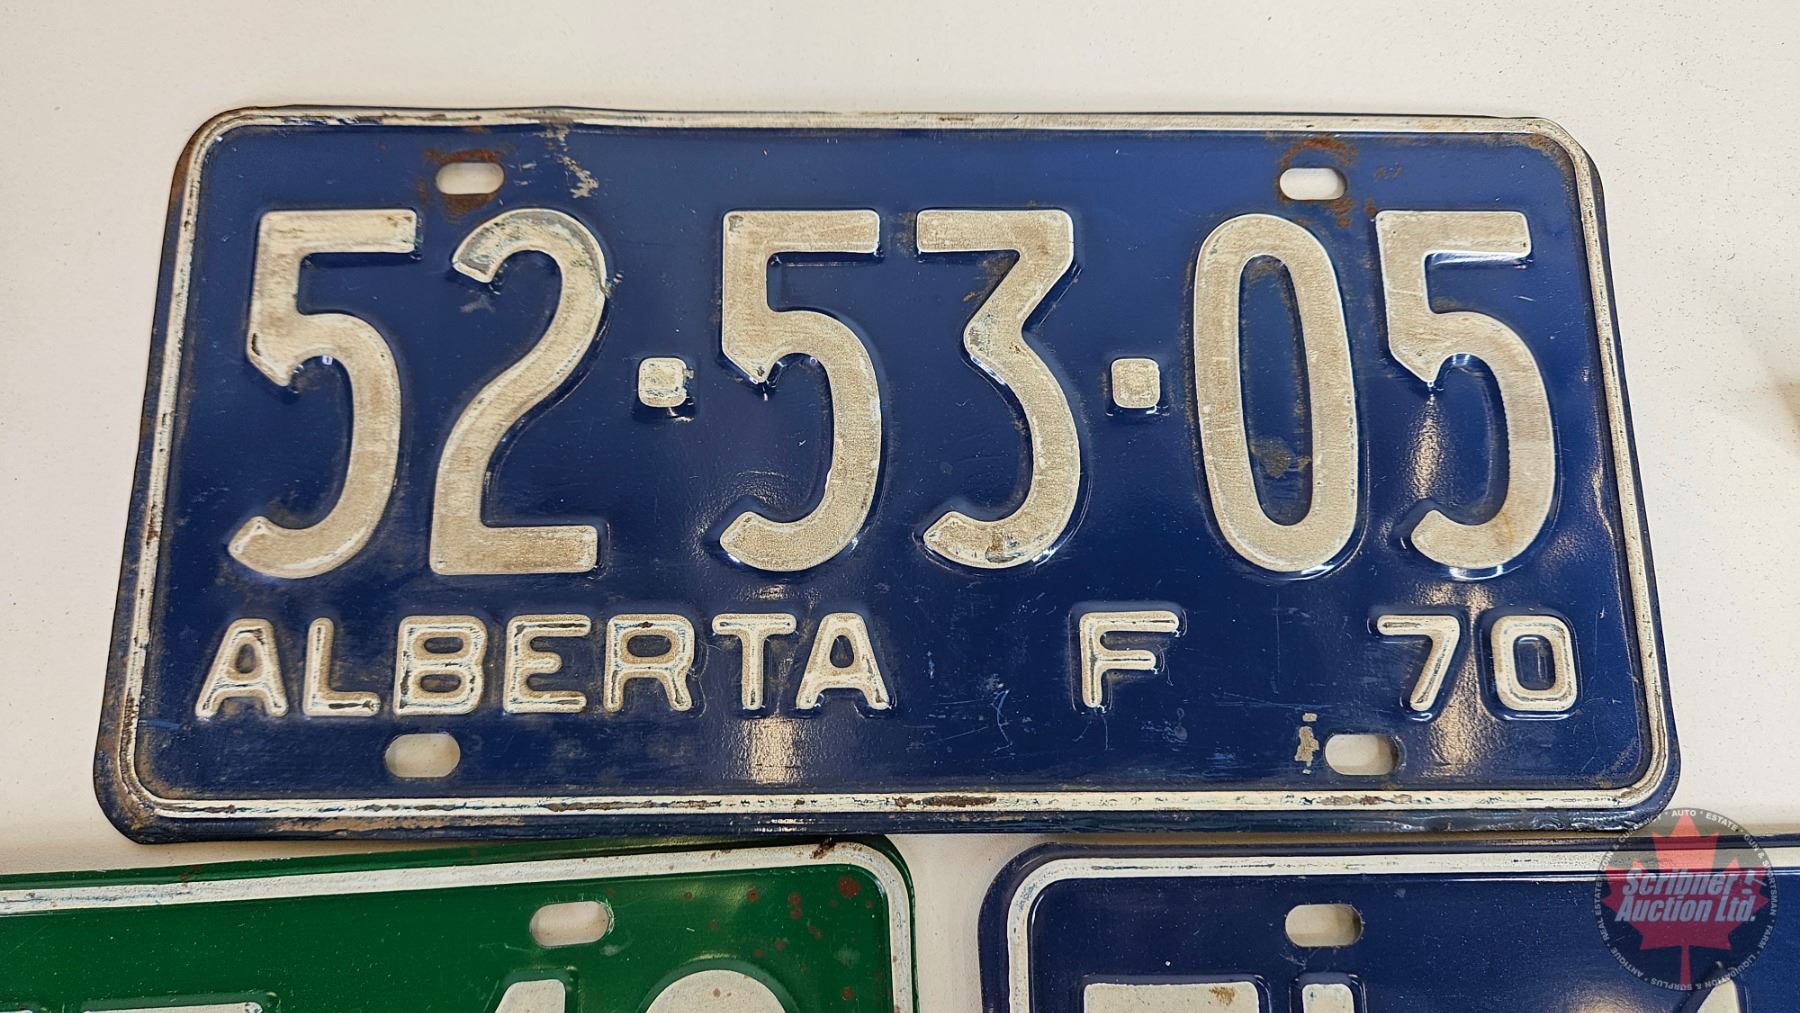 52·53·05
ALBERTA F 70
Scribner's
Auction Ltd.